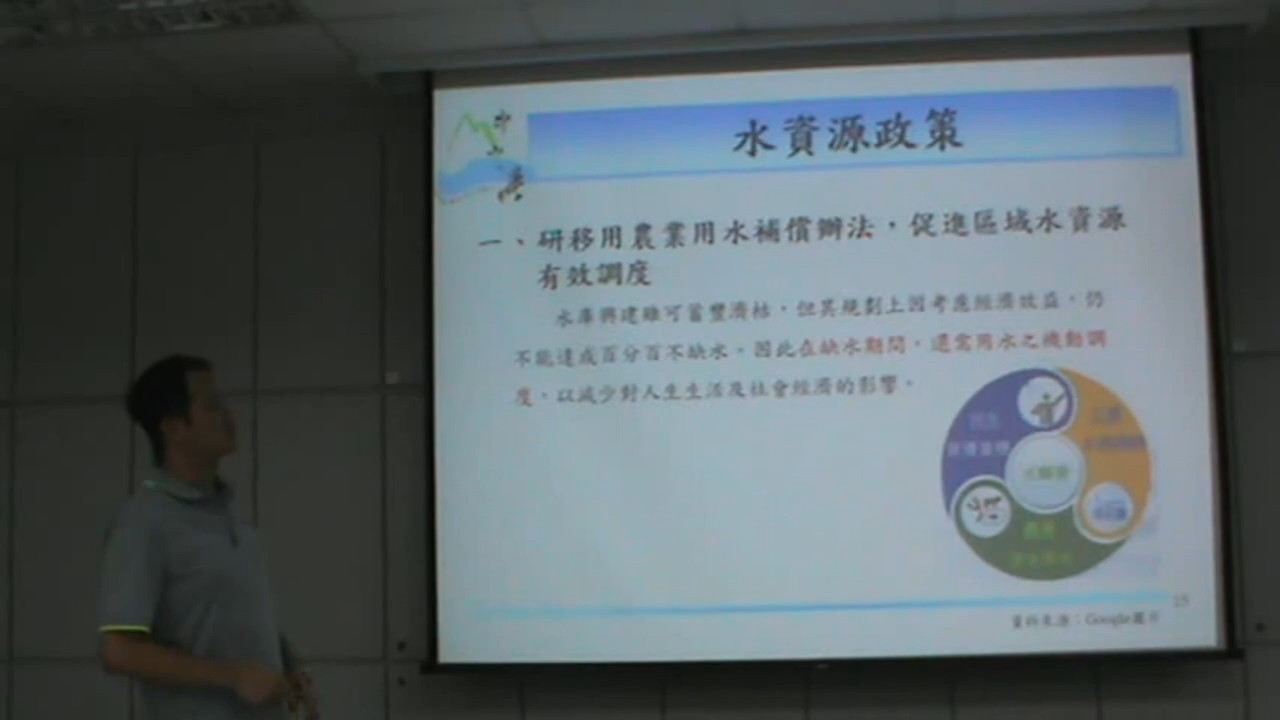 水資源政策
一、研移用農業用水補償辦法，促進區域水資源
有效調度
水庫興建雖可蓄豐濟枯，但其規劃上因考慮經濟效益，仍
不能達成百分百不缺水。因此在缺水期間，還需用水之機動調
度，以減少對人生生活及社會經濟的影響。
資料來源：Google圖片